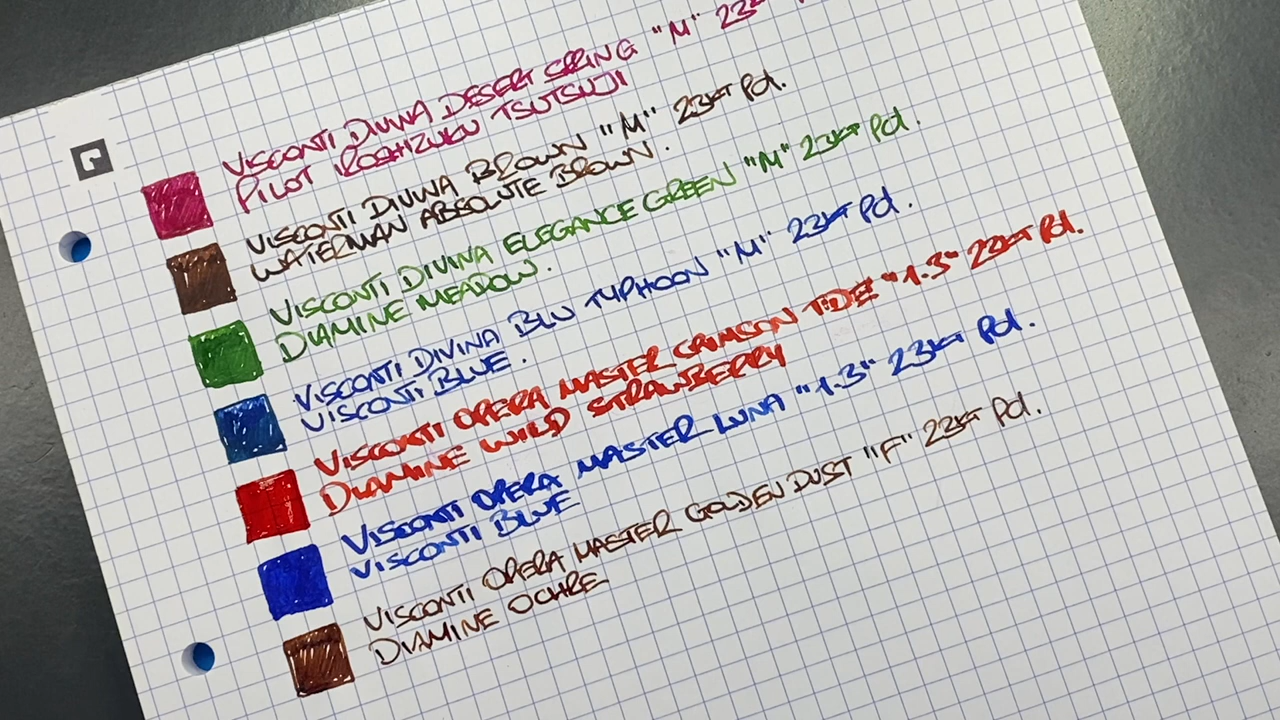 VISCONTI DIVINA DESERT SPRING "M" 23KT
PILOT IROSHIZUKU TSUTSUJI
VISCONTI DIVINA BROWN "M" 23KT Pd.
WATERMAN ABSOLUTE BROWN.
VISCONTI DIVINA ELEGANCE GREEN "M" 23KT Pd.
DIAMINE MEADOW.
VISCONTI DIVINA BLU TYPHOON "M" 23KT Pd.
VISCONTI BLUE.
VISCONTI OPERA MASTER CRIMSON TIDE "1.3" 23KT Pd.
DIAMINE WILD STRAWBERRY
VISCONTI OPERA MASTER LUNA "1.3" 23KT Pd.
VISCONTI BLUE
VISCONTI OPERA MASTER GOLDEN DUST "F" 23KT Pd.
DIAMINE OCHRE